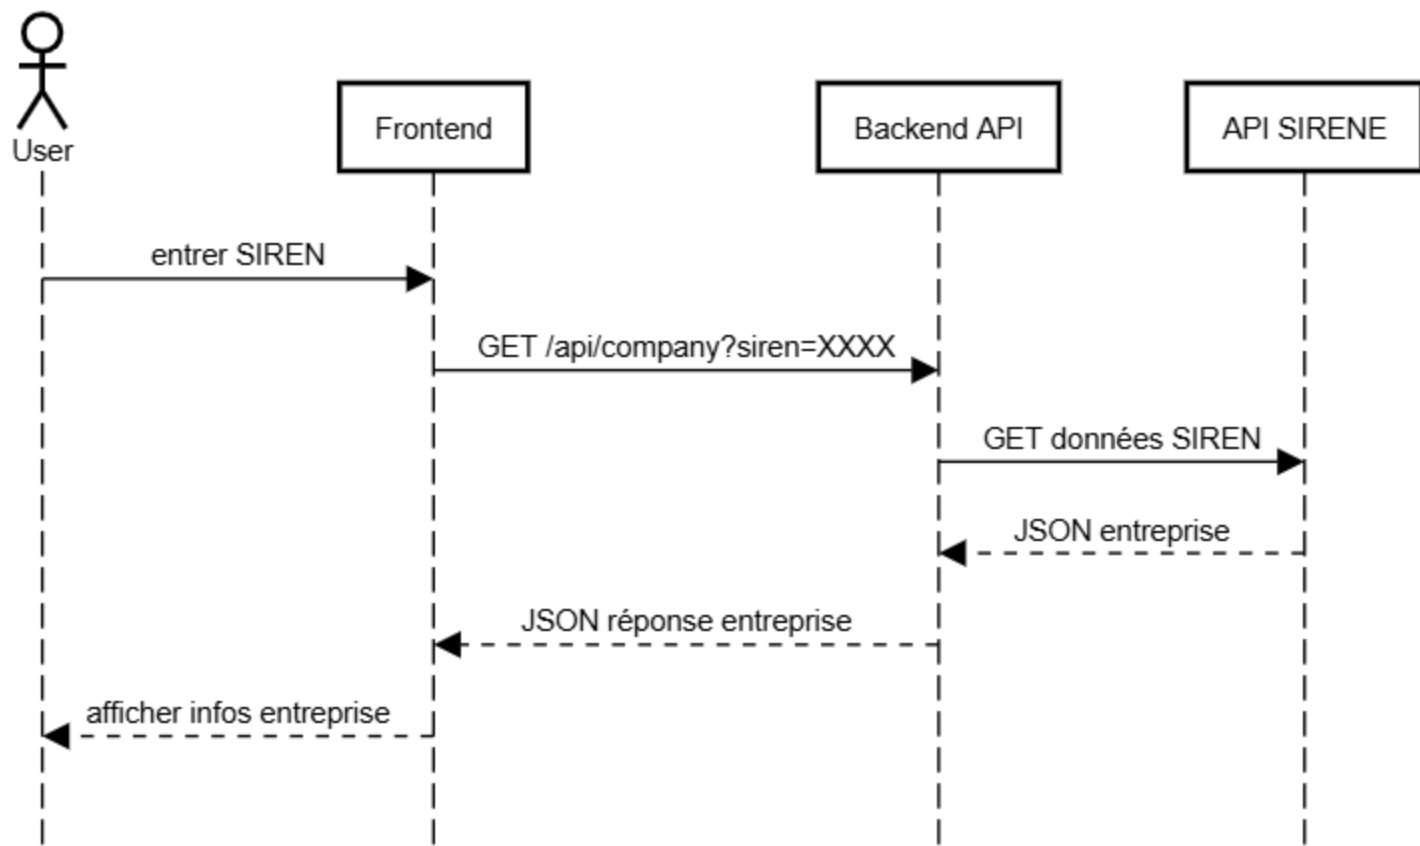 User
Frontend
Backend API
API SIRENE
entrer SIREN
GET /api/company?siren=XXXX
GET données SIREN
JSON entreprise
JSON réponse entreprise
afficher infos entreprise